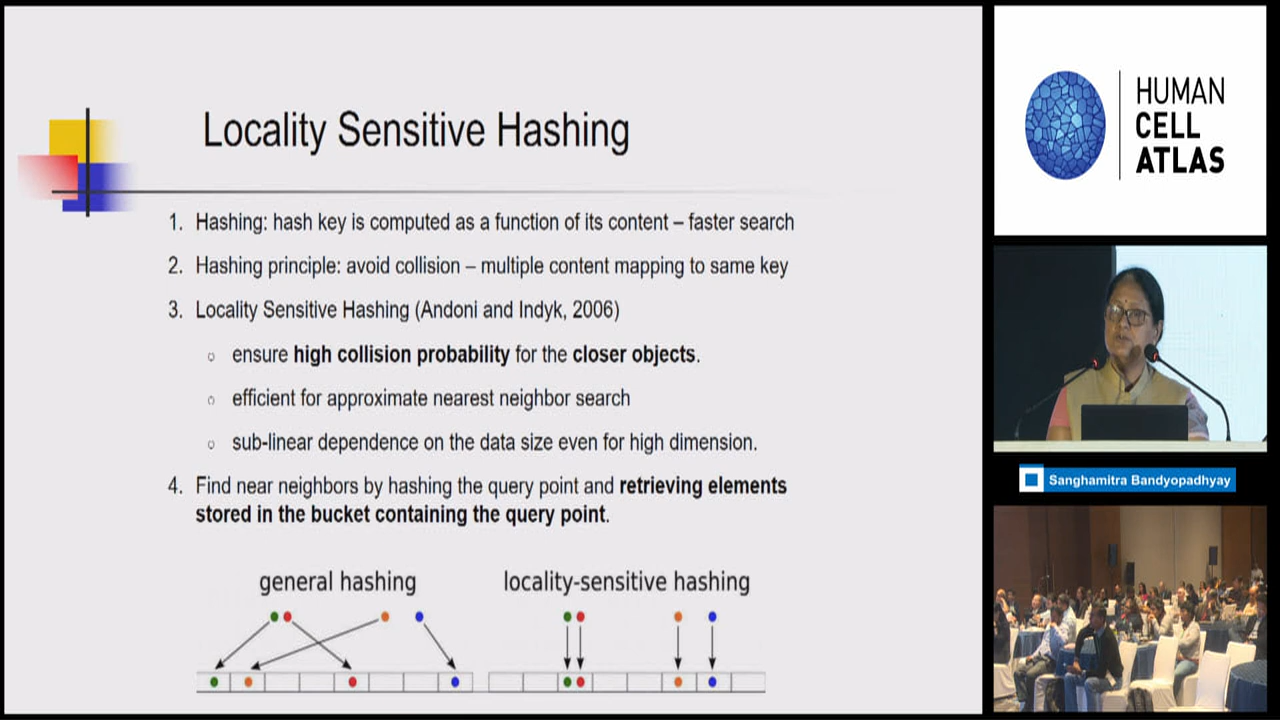 Locality Sensitive Hashing
1. Hashing: hash key is computed as a function of its content – faster search
2. Hashing principle: avoid collision – multiple content mapping to same key
3. Locality Sensitive Hashing (Andoni and Indyk, 2006)
○ ensure high collision probability for the closer objects.
○ efficient for approximate nearest neighbor search
○ sub-linear dependence on the data size even for high dimension.
4. Find near neighbors by hashing the query point and retrieving elements
stored in the bucket containing the query point.
general hashing
locality-sensitive hashing
HUMAN
CELL
ATLAS
Sanghamitra Bandyopadhyay